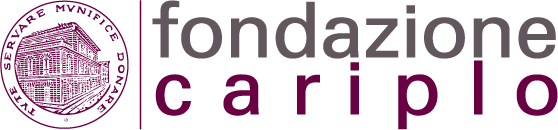 TVTE SERVARE MVNIFICE DONARE
fondazione
cariplo